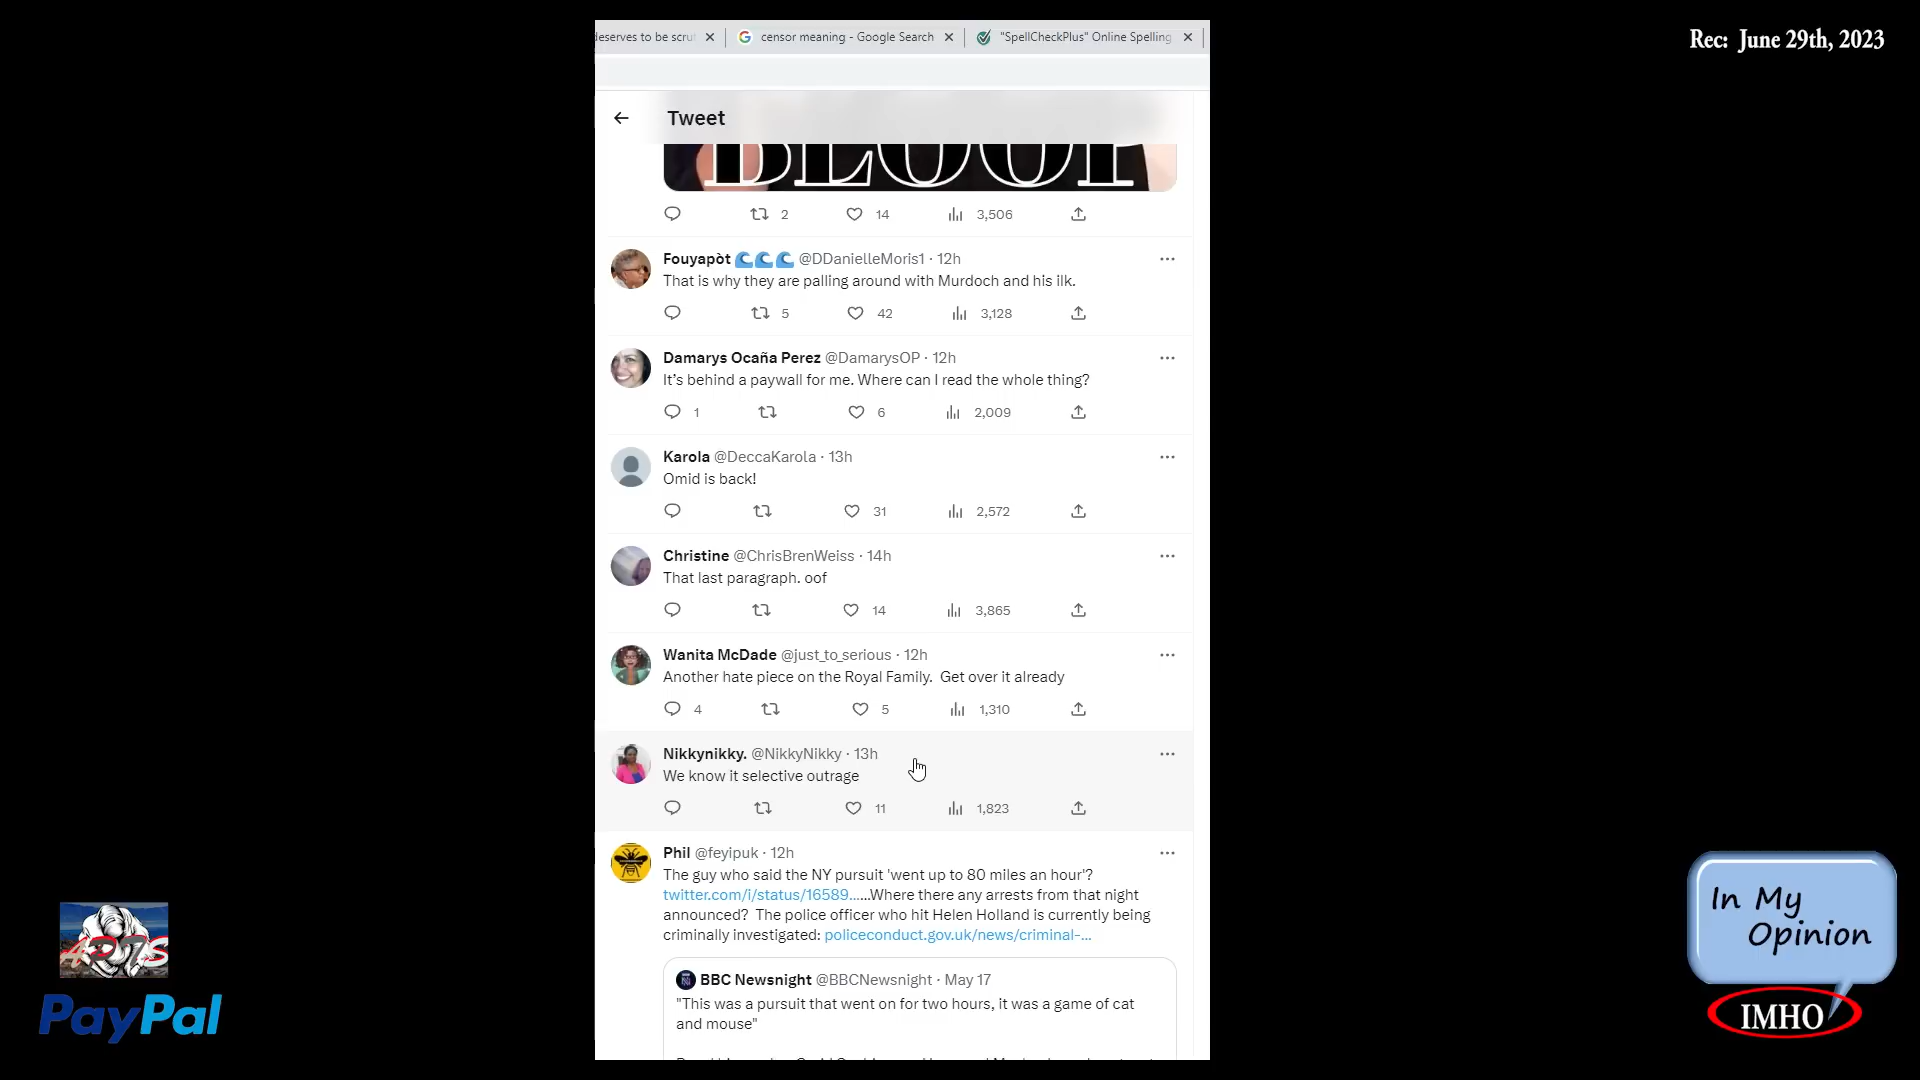 deserves to be scru
censor meaning - Google Search
"SpellCheckPlus" Online Spelling
Rec: June 29th, 2023
Tweet
BLOOP
2 14 3,506
Fouyapòt 🌊🌊🌊 @DDanielleMoris1 · 12h
That is why they are palling around with Murdoch and his ilk.
5 42 3,128
Damarys Ocaña Perez @DamarysOP · 12h
It's behind a paywall for me. Where can I read the whole thing?
1 6 2,009
Karola @DeccaKarola · 13h
Omid is back!
31 2,572
Christine @ChrisBrenWeiss · 14h
That last paragraph. oof
14 3,865
Wanita McDade @just_to_serious · 12h
Another hate piece on the Royal Family.  Get over it already
4 5 1,310
Nikkynikky. @NikkyNikky · 13h
We know it selective outrage
11 1,823
Phil @feyipuk · 12h
The guy who said the NY pursuit 'went up to 80 miles an hour'?
twitter.com/i/status/16589......Where there any arrests from that night
announced?  The police officer who hit Helen Holland is currently being
criminally investigated: policeconduct.gov.uk/news/criminal-...
BBC Newsnight @BBCNewsnight · May 17
"This was a pursuit that went on for two hours, it was a game of cat
and mouse"
PayPal
In My
Opinion
IMHO